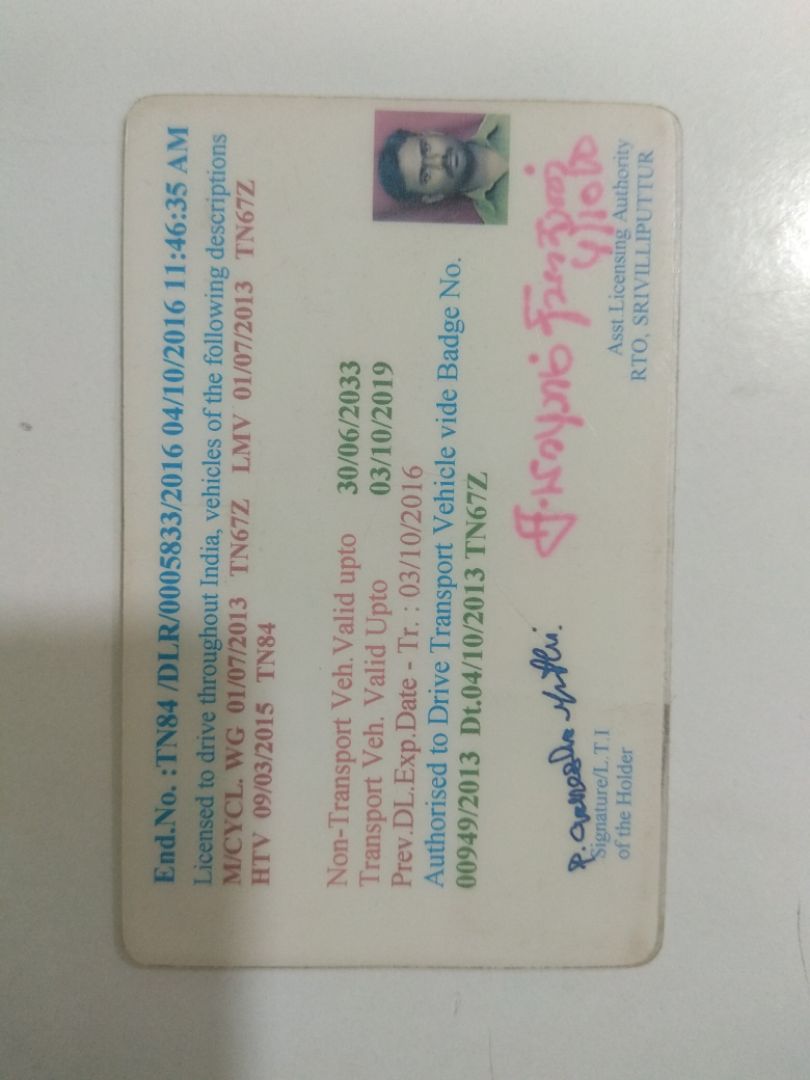 End.No. :TN84 /DLR/0005833/2016 04/10/2016 11:46:35 AM
Licensed to drive throughout India, vehicles of the following descriptions
M/CYCL. WG 01/07/2013 TN67Z LMV 01/07/2013 TN67Z
HTV 09/03/2015 TN84
Non-Transport Veh.Valid upto 30/06/2033
Transport Veh. Valid Upto 03/10/2019
Prev.DL.Exp.Date - Tr. : 03/10/2016
Authorised to Drive Transport Vehicle vide Badge No.
00949/2013 Dt.04/10/2013 TN67Z
Signature/L.T.I
of the Holder
Asst.Licensing Authority
RTO, SRIVILLIPUTTUR